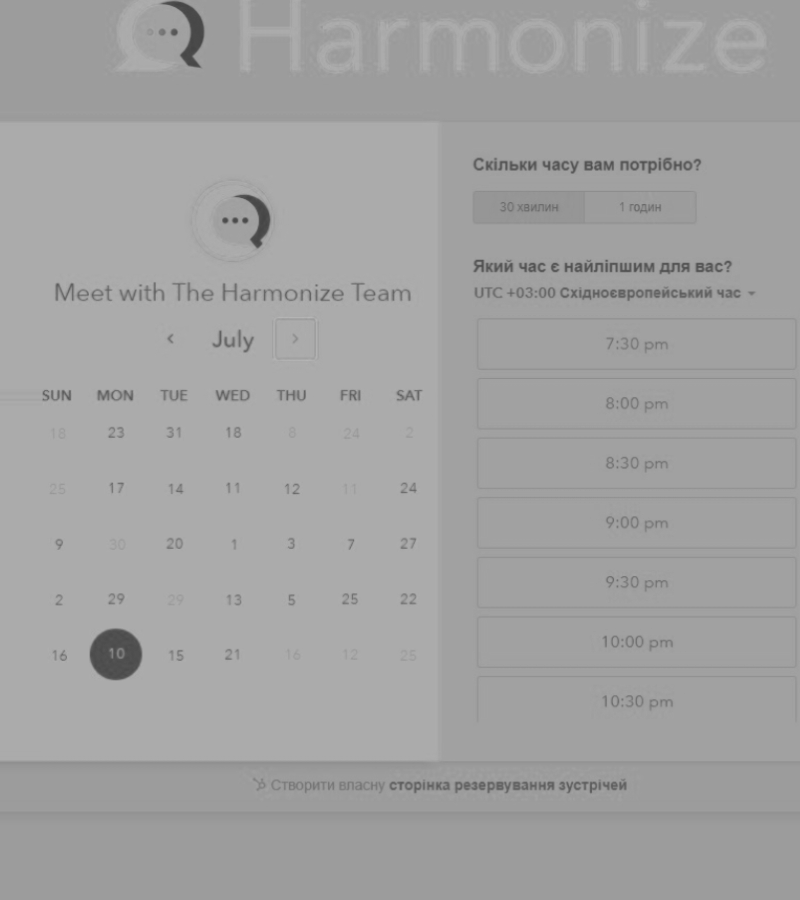 Harmonize
Meet with The Harmonize Team
July
SUN MON TUE WED THU FRI SAT
18 23 31 18 8 24 2
25 17 14 11 12 11 24
9 30 20 1 3 7 27
2 29 29 13 5 25 22
16 10 15 21 16 12 25
Скільки часу вам потрібно?
30 хвилин 1 годин
Який час є найліпшим для вас?
UTC +03:00 Східноєвропейський час
7:30 pm
8:00 pm
8:30 pm
9:00 pm
9:30 pm
10:00 pm
10:30 pm
Створити власну сторінка резервування зустрічей